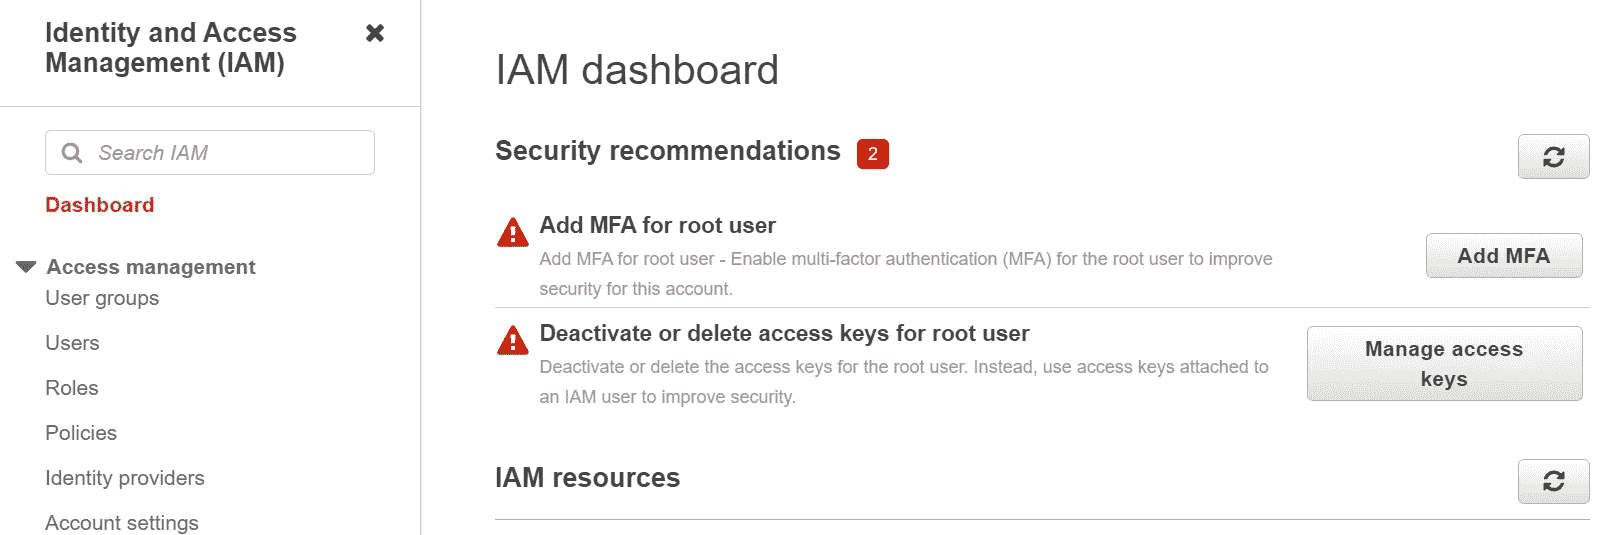 Identity and Access
Management (IAM)
Search IAM
Dashboard
Access management
User groups
Users
Roles
Policies
Identity providers
Account settings
IAM dashboard
Security recommendations 2
Add MFA for root user
Add MFA for root user - Enable multi-factor authentication (MFA) for the root user to improve
security for this account.
Add MFA
Deactivate or delete access keys for root user
Deactivate or delete the access keys for the root user. Instead, use access keys attached to
an IAM user to improve security.
Manage access
keys
IAM resources